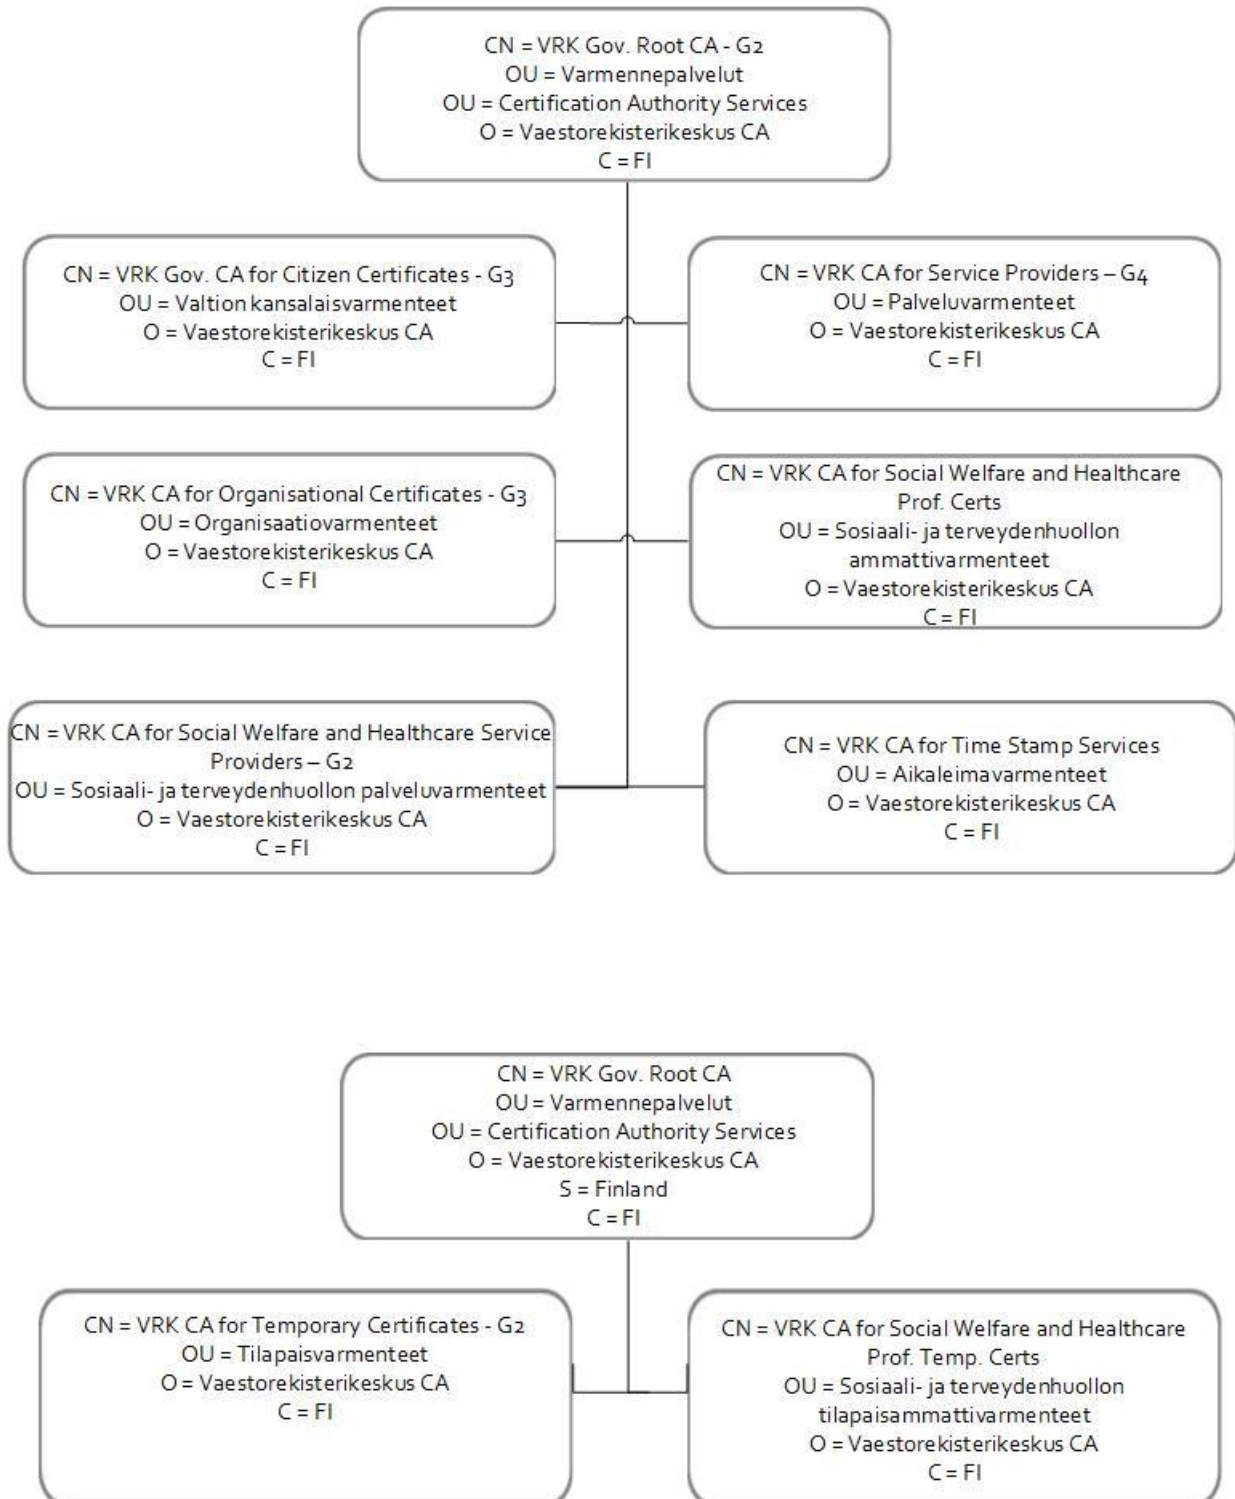 CN = VRK Gov. Root CA - G2
OU = Varmennepalvelut
OU = Certification Authority Services
O = Vaestorekisterikeskus CA
C = FI
CN = VRK Gov. CA for Citizen Certificates - G3
OU = Valtion kansalaisvarmenteet
O = Vaestorekisterikeskus CA
C = FI
CN = VRK CA for Service Providers – G4
OU = Palveluvarmenteet
O = Vaestorekisterikeskus CA
C = FI
CN = VRK CA for Organisational Certificates - G3
OU = Organisaatiovarmenteet
O = Vaestorekisterikeskus CA
C = FI
CN = VRK CA for Social Welfare and Healthcare
Prof. Certs
OU = Sosiaali- ja terveydenhuollon
ammattivarmenteet
O = Vaestorekisterikeskus CA
C = FI
CN = VRK CA for Social Welfare and Healthcare Service
Providers – G2
OU = Sosiaali- ja terveydenhuollon palveluvarmenteet
O = Vaestorekisterikeskus CA
C = FI
CN = VRK CA for Time Stamp Services
OU = Aikaleimavarmenteet
O = Vaestorekisterikeskus CA
C = FI
CN = VRK Gov. Root CA
OU = Varmennepalvelut
OU = Certification Authority Services
O = Vaestorekisterikeskus CA
S = Finland
C = FI
CN = VRK CA for Temporary Certificates - G2
OU = Tilapaisvarmenteet
O = Vaestorekisterikeskus CA
C = FI
CN = VRK CA for Social Welfare and Healthcare
Prof. Temp. Certs
OU = Sosiaali- ja terveydenhuollon
tilapaisammattivarmenteet
O = Vaestorekisterikeskus CA
C = FI